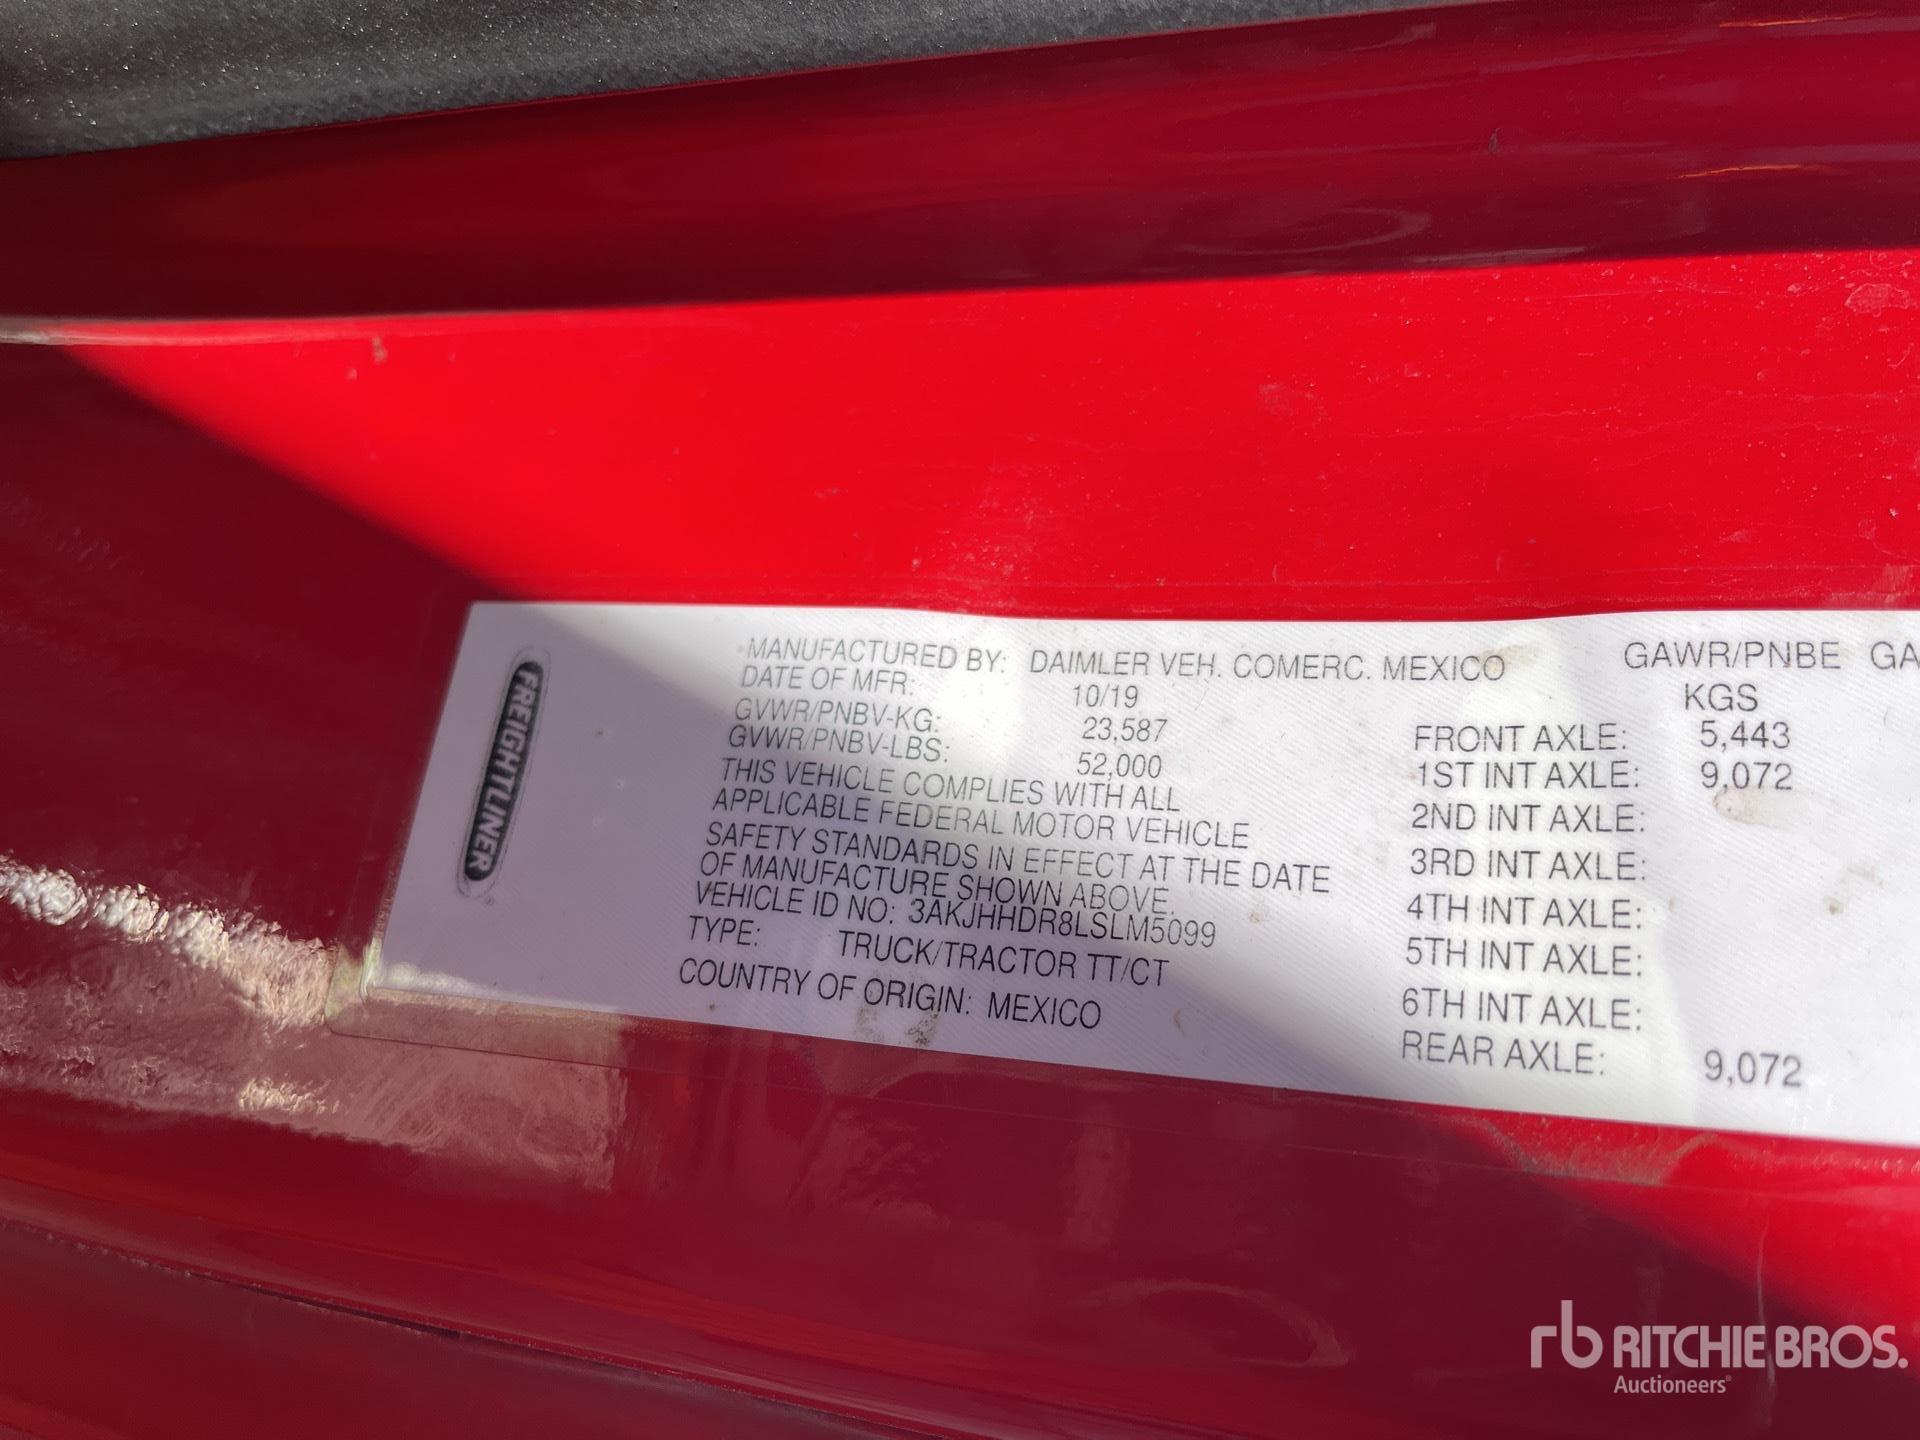 FREIGHTLINER
MANUFACTURED BY: DAIMLER VEH. COMERC. MEXICO
DATE OF MFR: 10/19
GVWR/PNBV-KG: 23,587
GVWR/PNBV-LBS: 52,000
THIS VEHICLE COMPLIES WITH ALL
APPLICABLE FEDERAL MOTOR VEHICLE
SAFETY STANDARDS IN EFFECT AT THE DATE
OF MANUFACTURE SHOWN ABOVE.
VEHICLE ID NO: 3AKJHHDR8LSLM5099
TYPE: TRUCK/TRACTOR TT/CT
COUNTRY OF ORIGIN: MEXICO
GAWR/PNBE GA
KGS
FRONT AXLE: 5,443
1ST INT AXLE: 9,072
2ND INT AXLE:
3RD INT AXLE:
4TH INT AXLE:
5TH INT AXLE:
6TH INT AXLE:
REAR AXLE: 9,072
rb RITCHIE BROS.
Auctioneers®